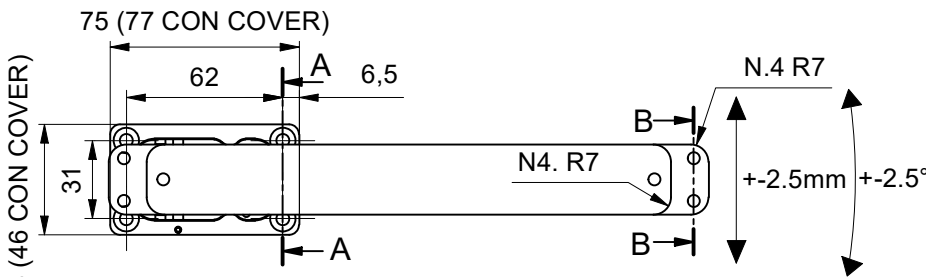 75 (77 CON COVER)
A
62
6,5
N.4 R7
B
(46 CON COVER)
31
N4. R7
+-2.5mm
+-2.5°
A
B